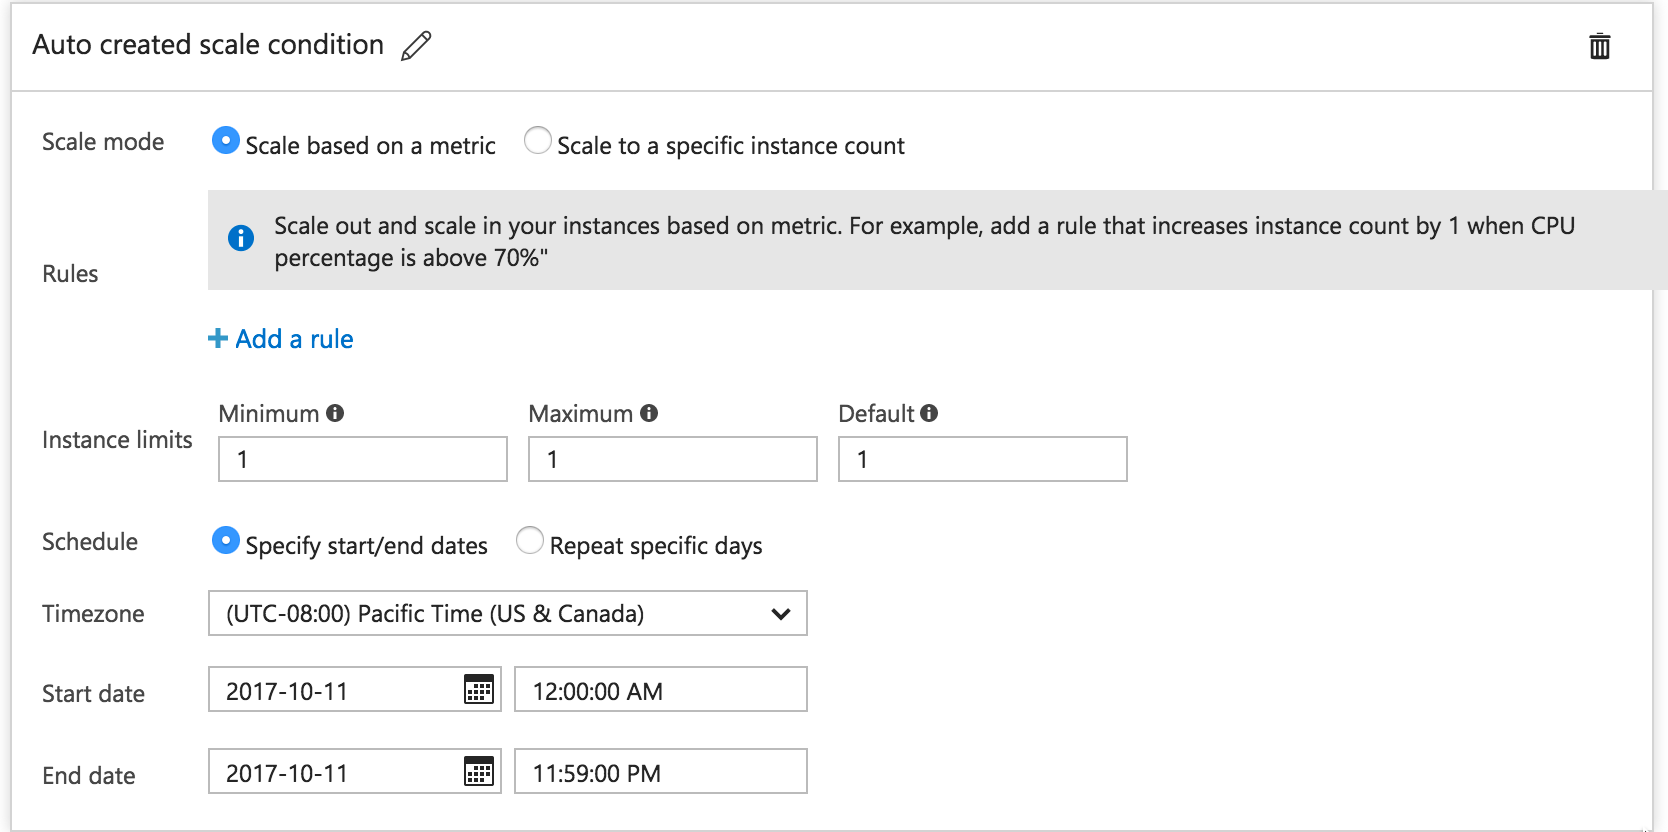 Auto created scale condition
Scale mode
Scale based on a metric
Scale to a specific instance count
Rules
Scale out and scale in your instances based on metric. For example, add a rule that increases instance count by 1 when CPU
percentage is above 70%"
+ Add a rule
Instance limits
Minimum
Maximum
Default
1
1
1
Schedule
Specify start/end dates
Repeat specific days
Timezone
(UTC-08:00) Pacific Time (US & Canada)
Start date
2017-10-11
12:00:00 AM
End date
2017-10-11
11:59:00 PM